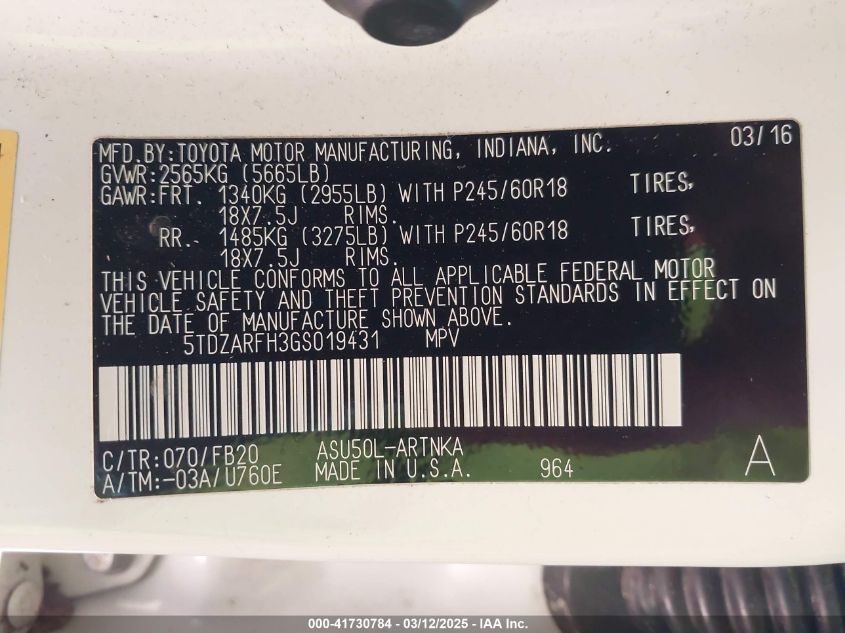 MFD.BY:TOYOTA MOTOR MANUFACTURING, INDIANA, INC. 03/16
GVWR:2565KG (5665LB)
GAWR:FRT. 1340KG (2955LB) WITH P245/60R18 TIRES,
18X7.5J RIMS.
RR. 1485KG (3275LB) WITH P245/60R18 TIRES,
18X7.5J RIMS.
THIS VEHICLE CONFORMS TO ALL APPLICABLE FEDERAL MOTOR
VEHICLE SAFETY AND THEFT PREVENTION STANDARDS IN EFFECT ON
THE DATE OF MANUFACTURE SHOWN ABOVE.
5TDZARFH3GS019431 MPV
C/TR:070/FB20 ASU50L-ARTNKA
A/TM:-03A/U760E MADE IN U.S.A. 964 A
000-41730784 - 03/12/2025 - IAA Inc.